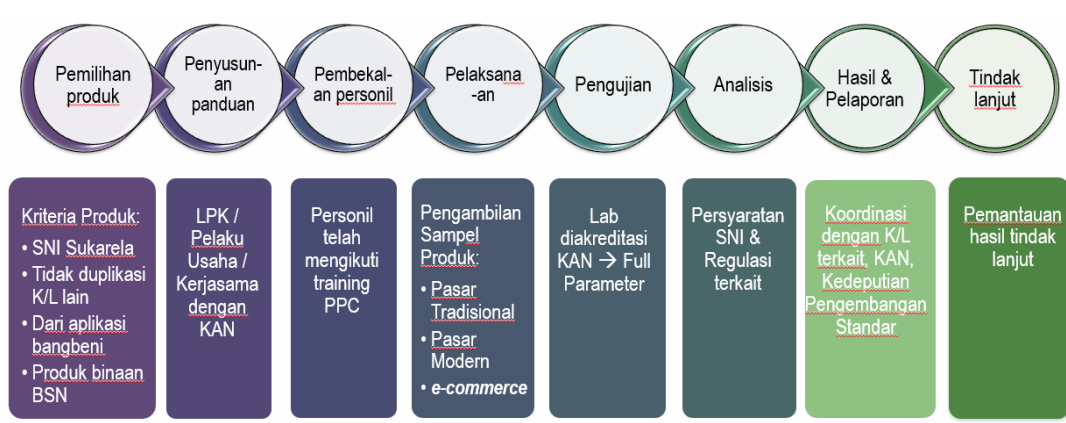 Pemilihan
produk
Penyusun-
an
panduan
Pembekal-
an personil
Pelaksana
-an
Pengujian
Analisis
Hasil &
Pelaporan
Tindak
lanjut
Kriteria Produk:
• SNI Sukarela
• Tidak duplikasi
K/L lain
• Dari aplikasi
bangbeni
• Produk binaan
BSN
LPK /
Pelaku
Usaha /
Kerjasama
dengan
KAN
Personil
telah
mengikuti
training
PPC
Pengambilan
Sampel
Produk:
• Pasar
Tradisional
• Pasar
Modern
• e-commerce
Lab
diakreditasi
KAN → Full
Parameter
Persyaratan
SNI &
Regulasi
terkait
Koordinasi
dengan K/L
terkait, KAN,
Kedeputian
Pengembangan
Standar
Pemantauan
hasil tindak
lanjut